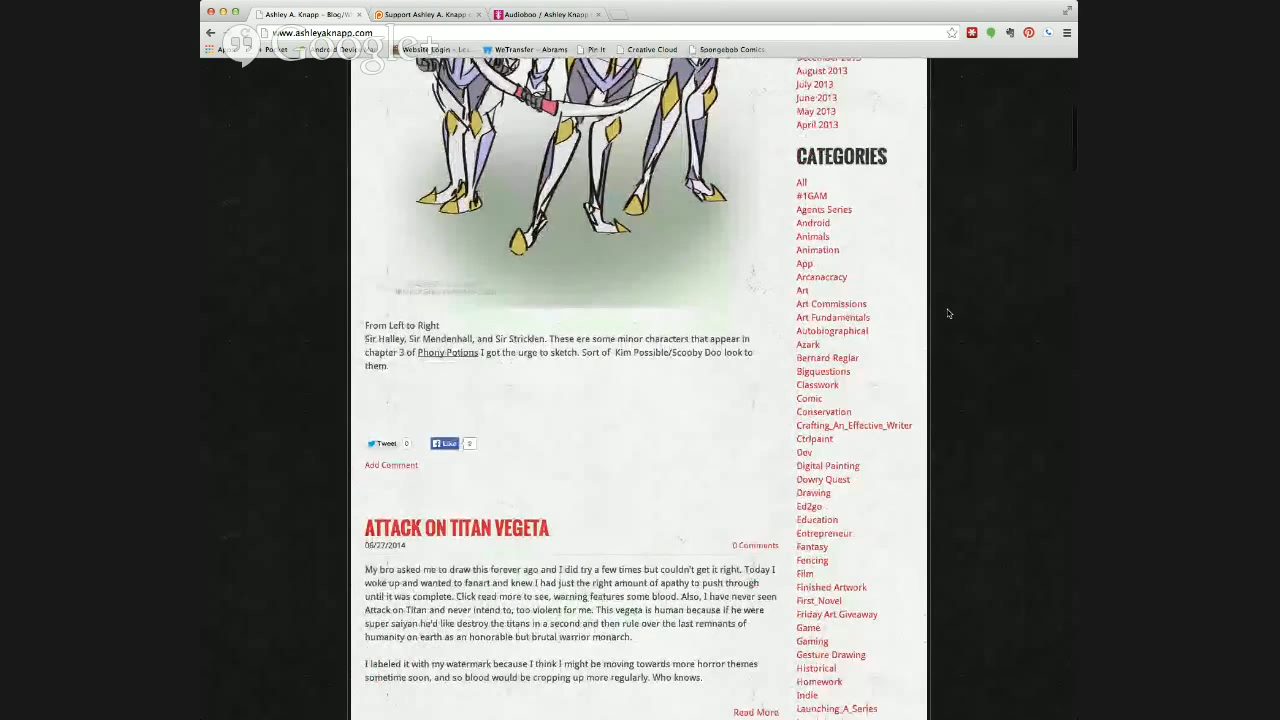 Ashley A. Knapp – Blog/W
Support Ashley A. Knapp
Audioboo / Ashley Knapp
www.ashleyaknapp.com
Google+
Pocket
Website Login
WeTransfer
Abrams
Pin It
Creative Cloud
Spongebob Comics
December 2013
August 2013
July 2013
June 2013
May 2013
April 2013
CATEGORIES
All
#1GAM
Agents Series
Android
Animals
Animation
App
Arcanacracy
Art
Art Commissions
Art Fundamentals
Autobiographical
Azark
Bernard Reglar
Bigquestions
Classwork
Comic
Conservation
Crafting_An_Effective_Writer
Ctrlpaint
Dev
Digital Painting
Dowry Quest
Drawing
Ed2go
Education
Entrepreneur
Fantasy
Fencing
Film
Finished Artwork
First_Novel
Friday Art Giveaway
Game
Gaming
Gesture Drawing
Historical
Homework
Indie
Launching_A_Series
From Left to Right
Sir Halley, Sir Mendenhall, and Sir Stricklen. These are some minor characters that appear in
chapter 3 of Phony Potions I got the urge to sketch. Sort of Kim Possible/Scooby Doo look to
them.
Tweet 0
Like
Add Comment
ATTACK ON TITAN VEGETA
06/27/2014
0 Comments
My bro asked me to draw this forever ago and I did try a few times but couldn't get it right. Today I
woke up and wanted to fanart and knew I had just the right amount of apathy to push through
until it was complete. Click read more to see, warning features some blood. Also, I have never seen
Attack on Titan and never intend to, too violent for me. This vegeta is human because if he were
super saiyan he'd like destroy the titans in a second and then rule over the last remnants of
humanity on earth as an honorable but brutal warrior monarch.
I labeled it with my watermark because I think I might be moving towards more horror themes
sometime soon, and so blood would be cropping up more regularly. Who knows.
Read More